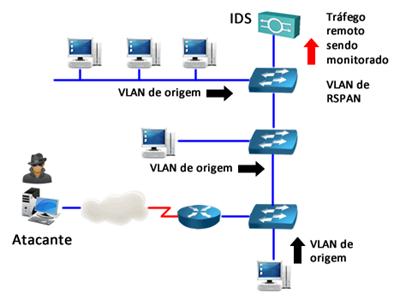 IDS
Tráfego
remoto
sendo
monitorado
VLAN de origem
VLAN de
RSPAN
VLAN de origem
Atacante
VLAN de
origem